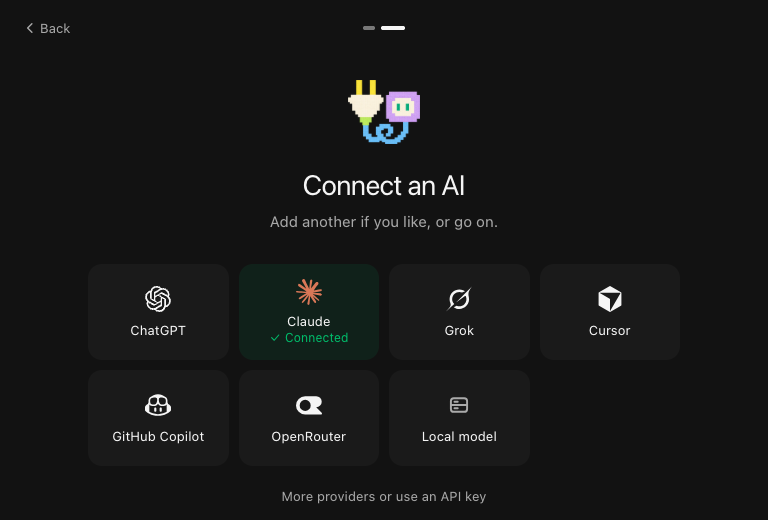 Back
Connect an AI
Add another if you like, or go on.
ChatGPT
Claude
Connected
Grok
Cursor
GitHub Copilot
OpenRouter
Local model
More providers or use an API key